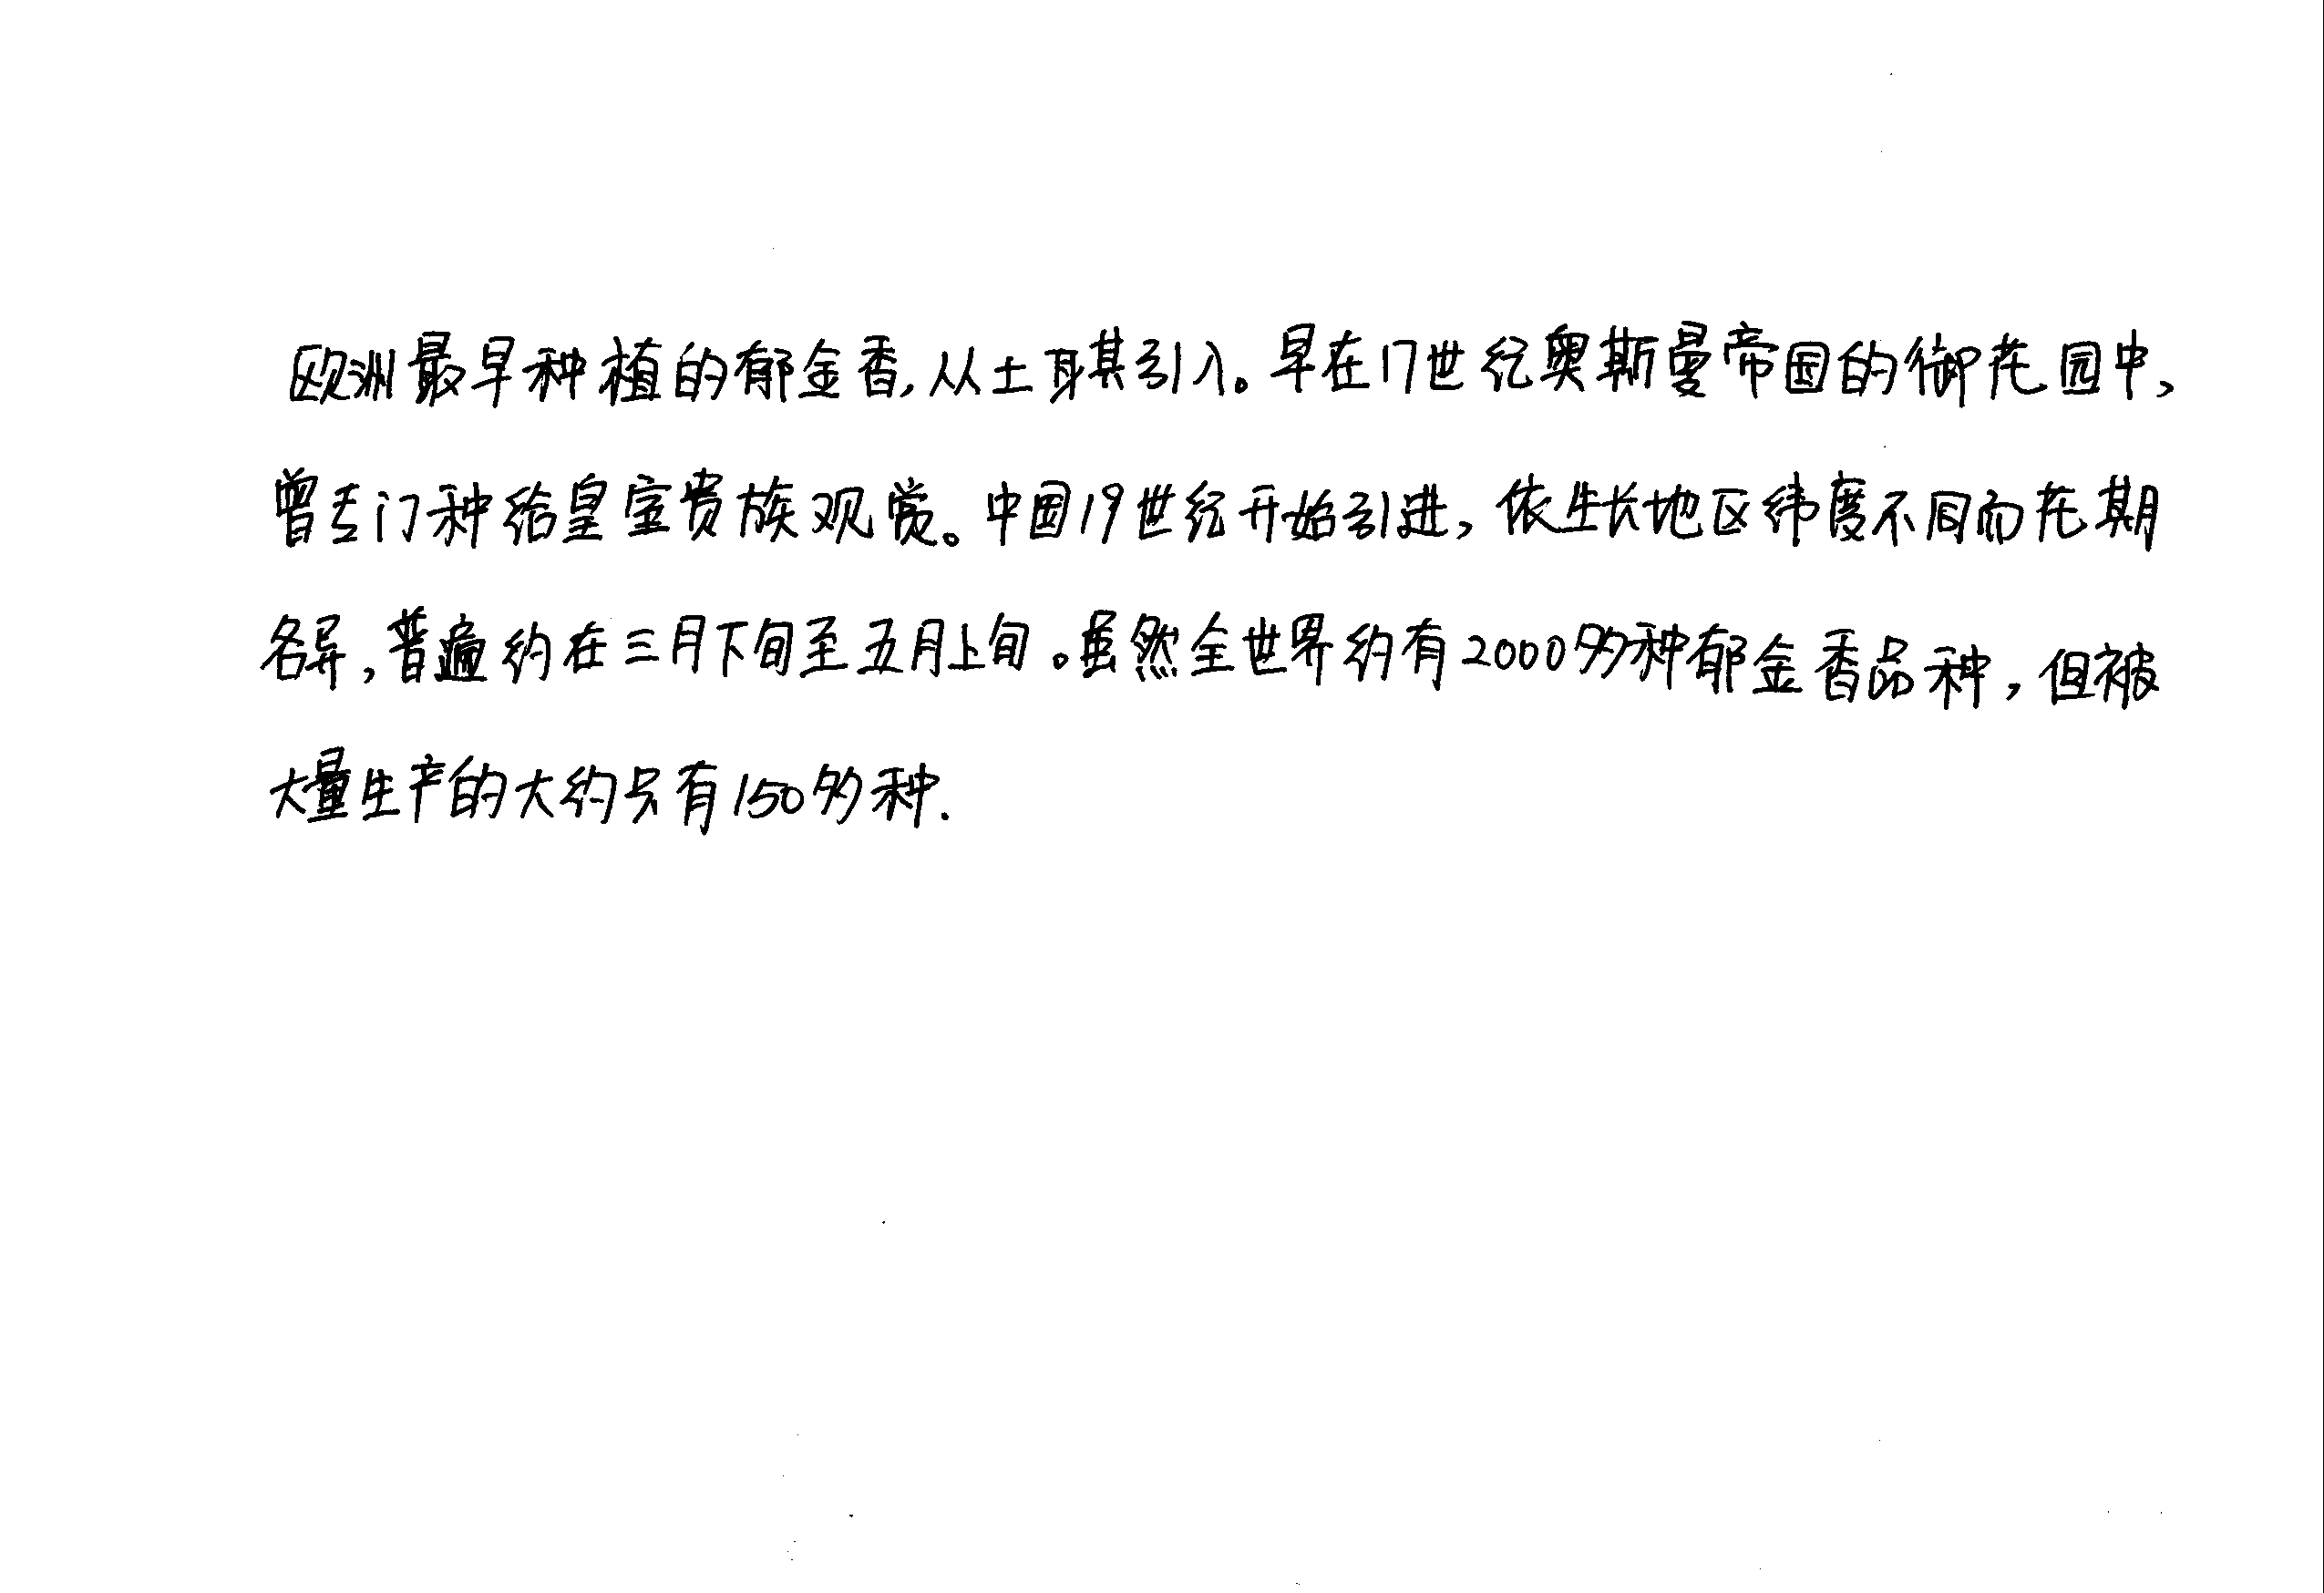 欧洲最早种植的郁金香,从土耳其引入。早在17世纪奥斯曼帝国的御花园中,
曾专门种给皇室贵族观赏。中国19世纪开始引进,依生长地区纬度不同而花期
各异,普遍约在三月下旬至五月上旬。虽然全世界约有2000多种郁金香品种,但被
大量生产的大约只有150多种.